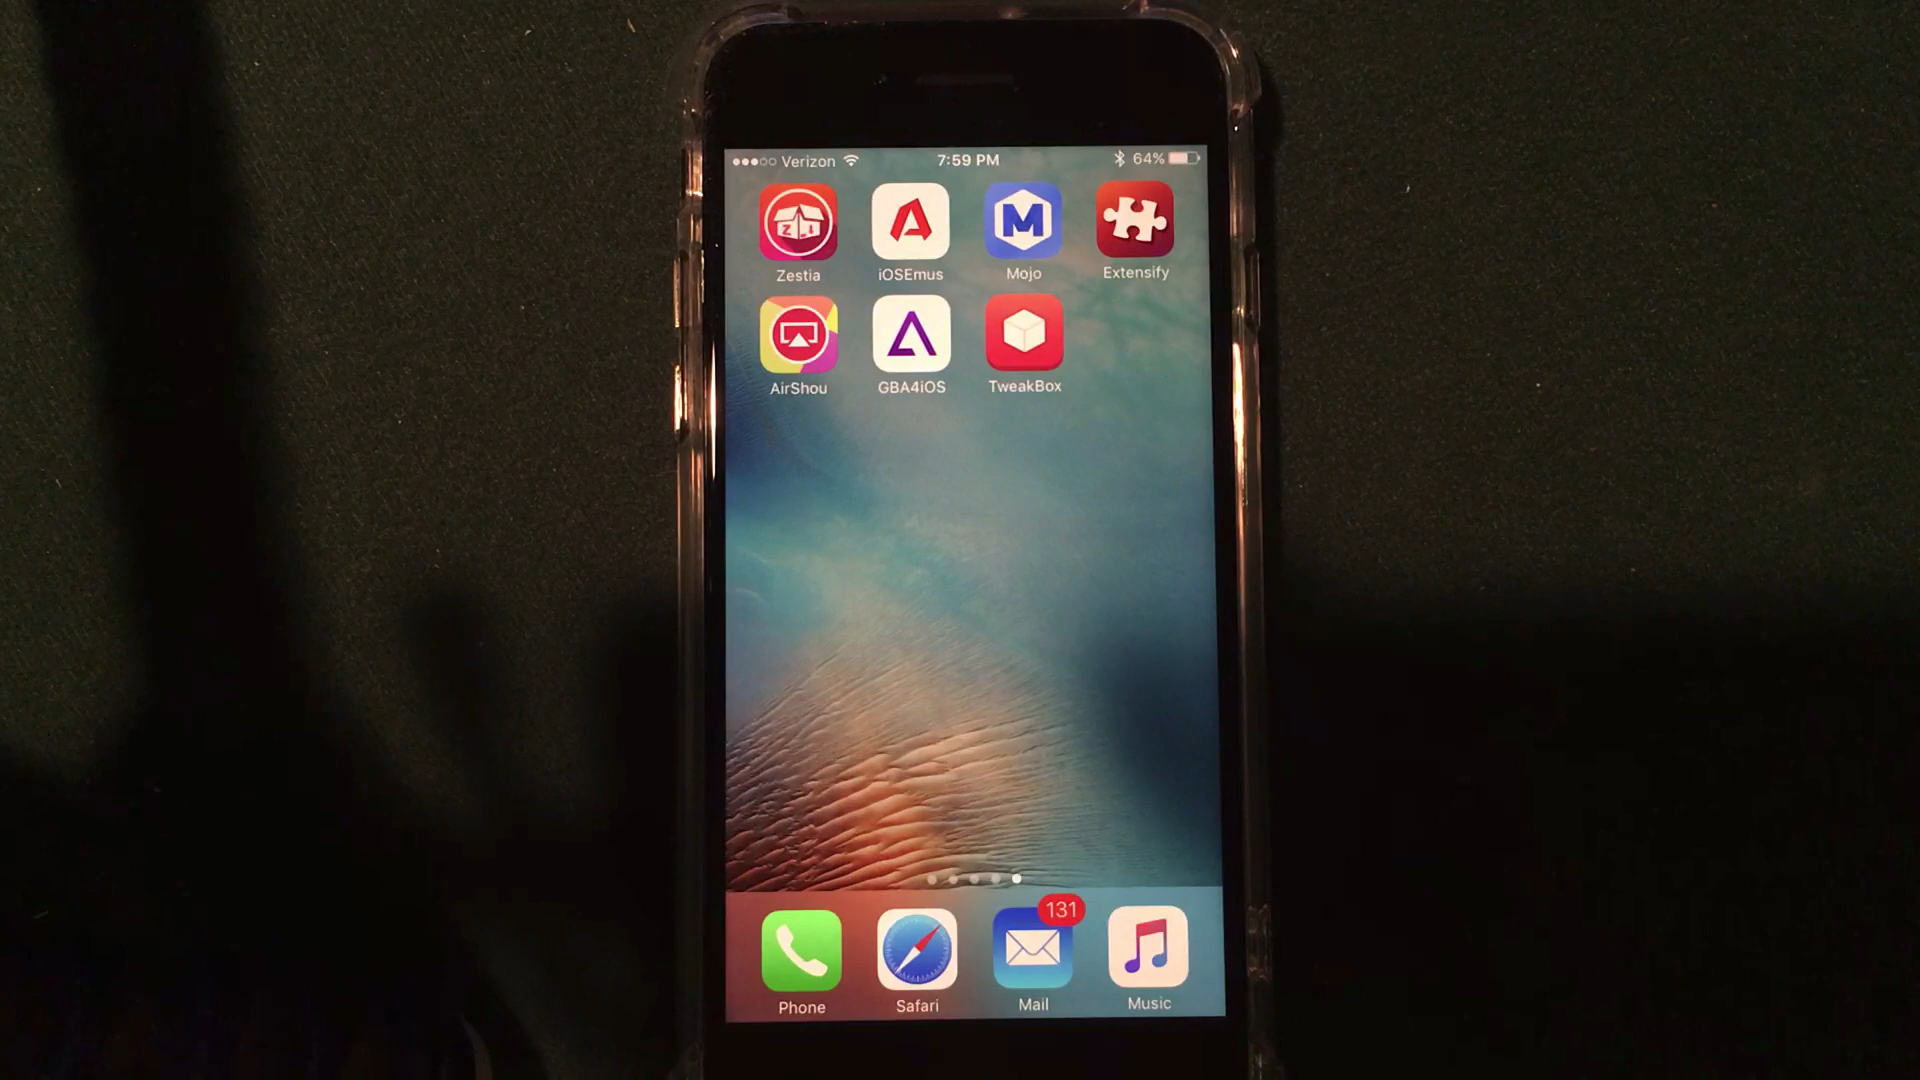 Verizon 7:59 PM 64%
Zestia iOSEmus Mojo Extensify
AirShou GBA4iOS TweakBox
131
Phone Safari Mail Music